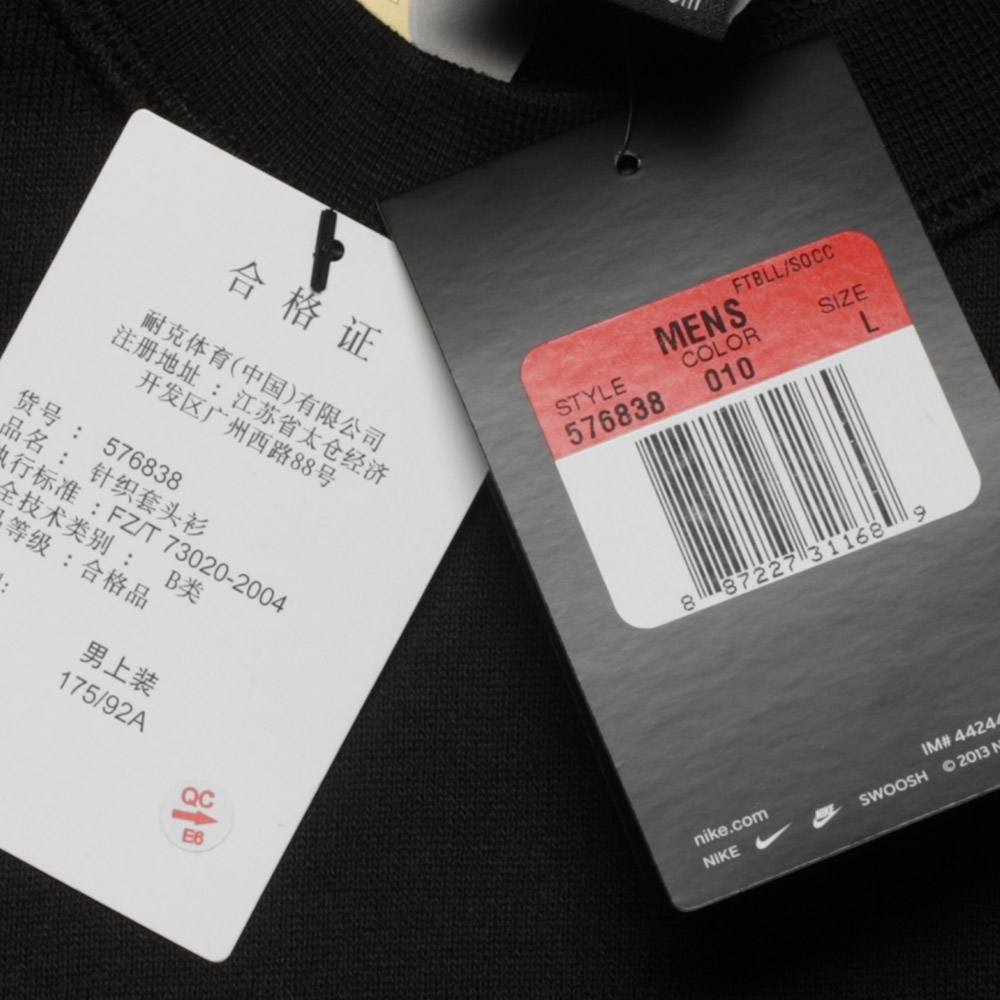 合格证
耐克体育(中国)有限公司
注册地址：江苏省太仓经济
开发区广州西路88号
货号： 576838
品名： 针织套头衫
执行标准：FZ/T 73020-2004
全技术类别： B类
等级：合格品
男上装
175/92A
QC
E6
FTBLL/SOCC
MENS SIZE
COLOR L
STYLE 010
576838
8 87227 31168 9
IM# 44244
nike.com
NIKE SWOOSH © 2013 N